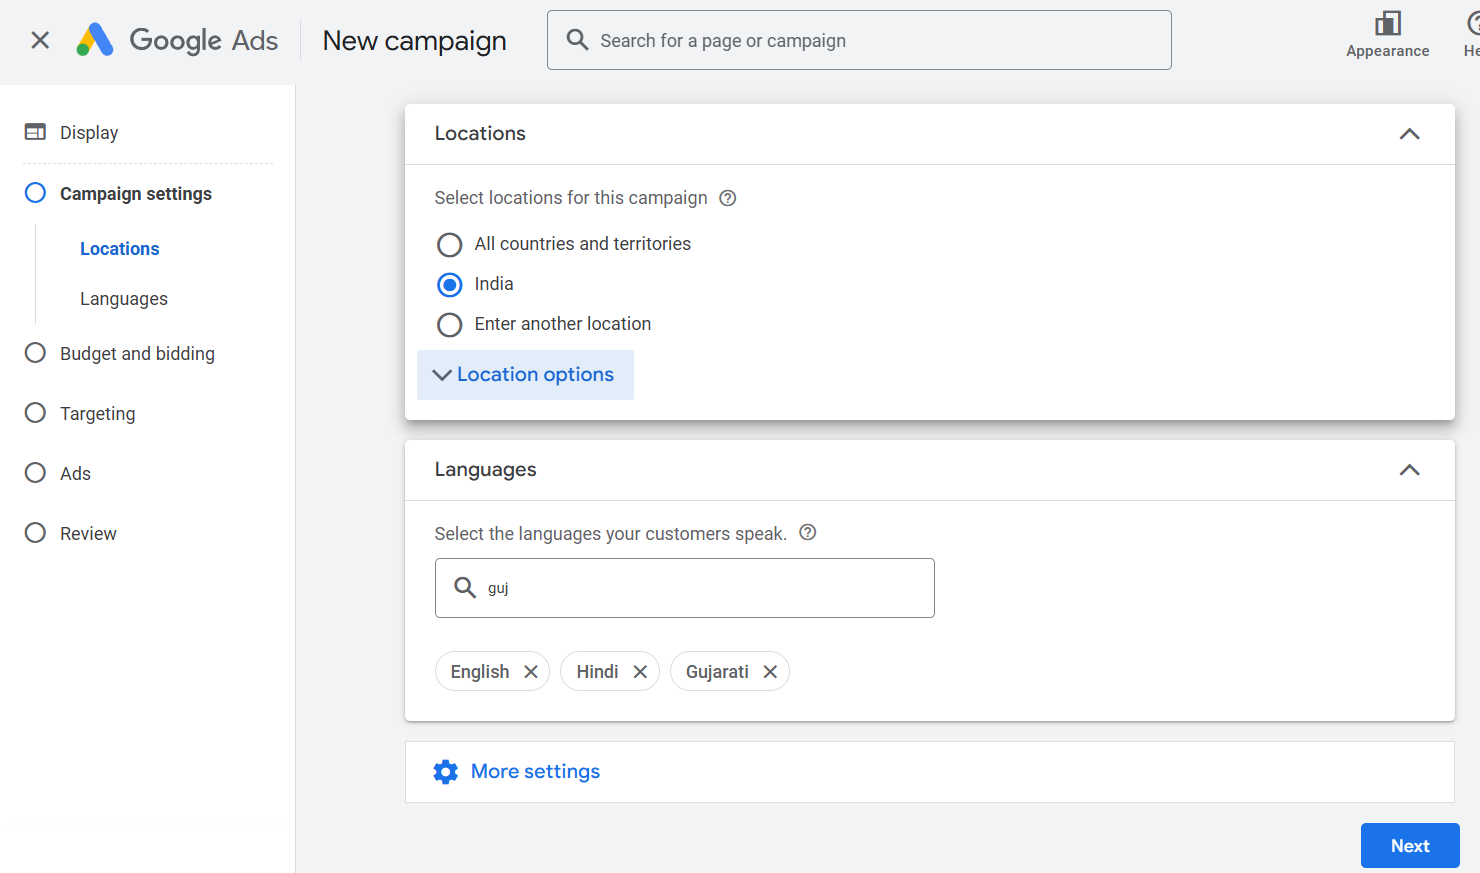 Google Ads
New campaign
Search for a page or campaign
Appearance
Display
Campaign settings
Locations
Languages
Budget and bidding
Targeting
Ads
Review
Locations
Select locations for this campaign
All countries and territories
India
Enter another location
Location options
Languages
Select the languages your customers speak.
guj
English
Hindi
Gujarati
More settings
Next